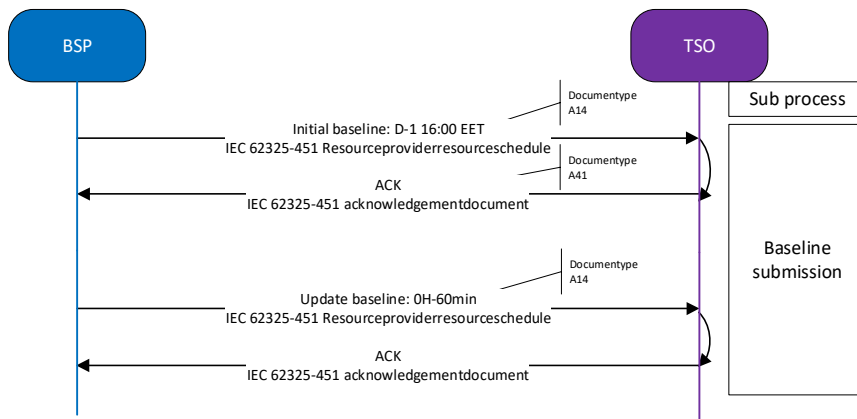 BSP
TSO
Documentype
A14
Sub process
Initial baseline: D-1 16:00 EET
IEC 62325-451 Resourceproviderresourceschedule
Documentype
A41
ACK
IEC 62325-451 acknowledgementdocument
Baseline
submission
Documentype
A14
Update baseline: 0H-60min
IEC 62325-451 Resourceproviderresourceschedule
ACK
IEC 62325-451 acknowledgementdocument